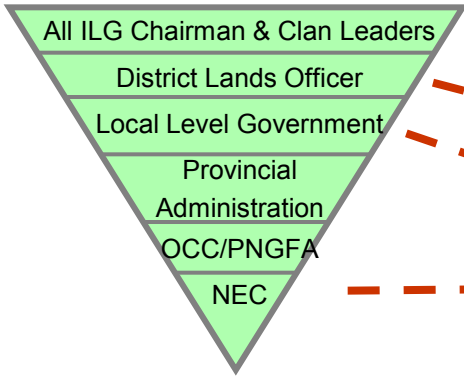 All ILG Chairman & Clan Leaders
District Lands Officer
Local Level Government
Provincial
Administration
OCC/PNGFA
NEC